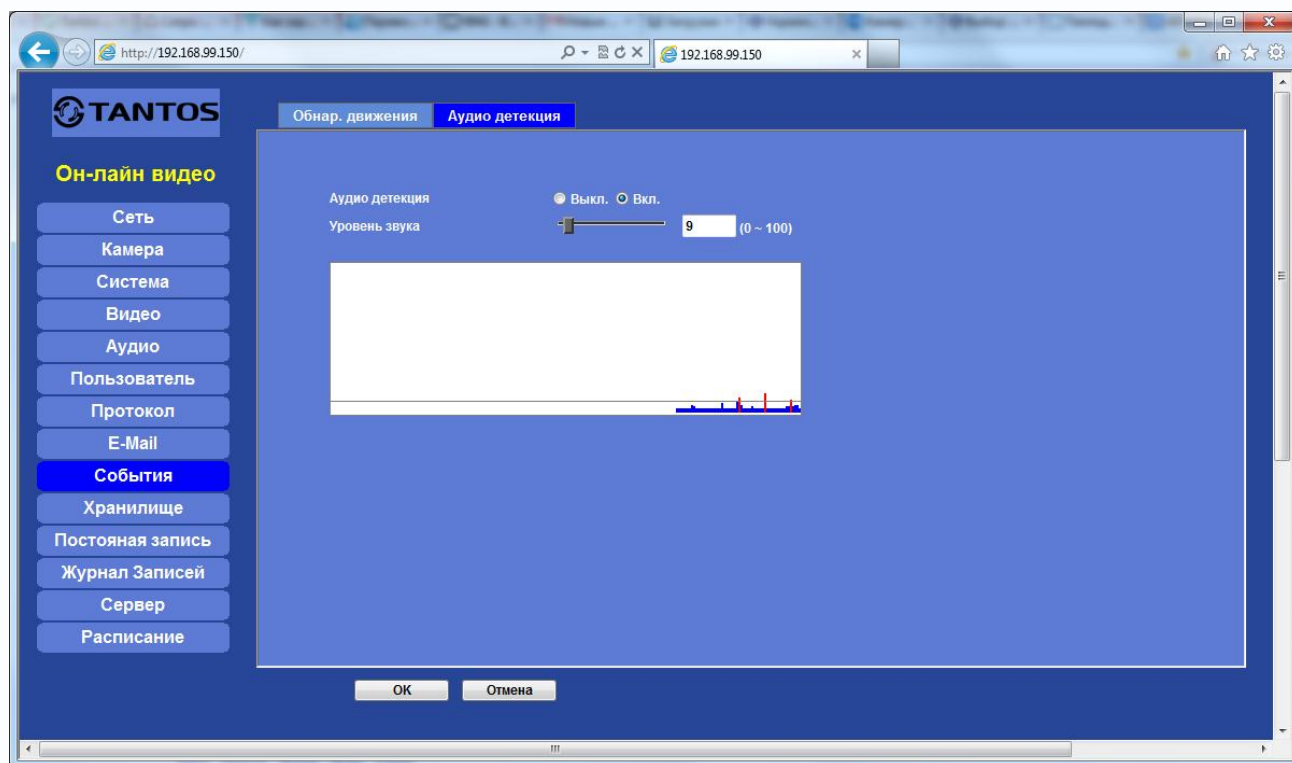 http://192.168.99.150/
192.168.99.150
TANTOS
Обнар. движения Аудио детекция
Он-лайн видео
Сеть
Камера
Система
Видео
Аудио
Пользователь
Протокол
E-Mail
События
Хранилище
Постояная запись
Журнал Записей
Сервер
Расписание
Аудио детекция Выкл. Вкл.
Уровень звука 9 (0 ~ 100)
OK Отмена